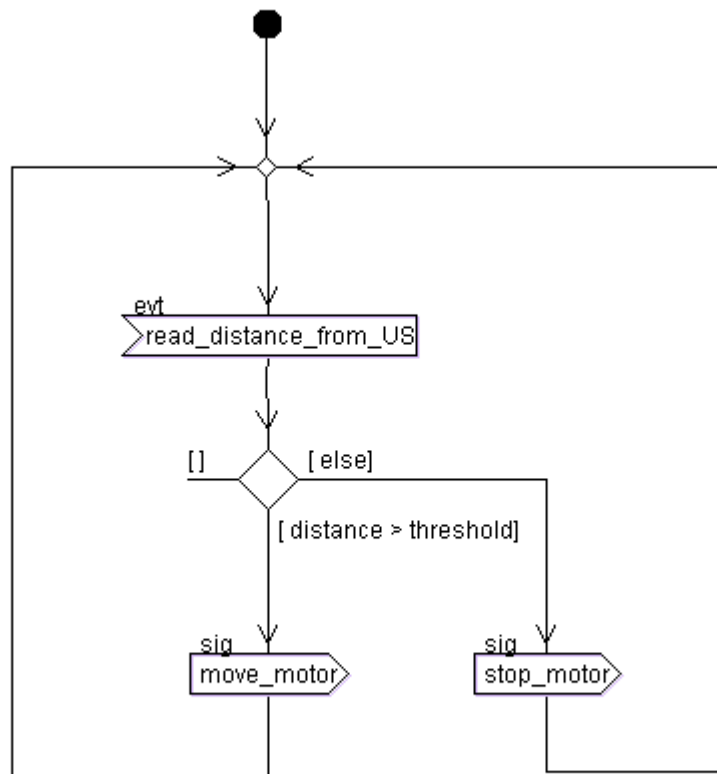 evt
read_distance_from_US
[ ]
[ else]
[ distance > threshold]
sig
move_motor
sig
stop_motor